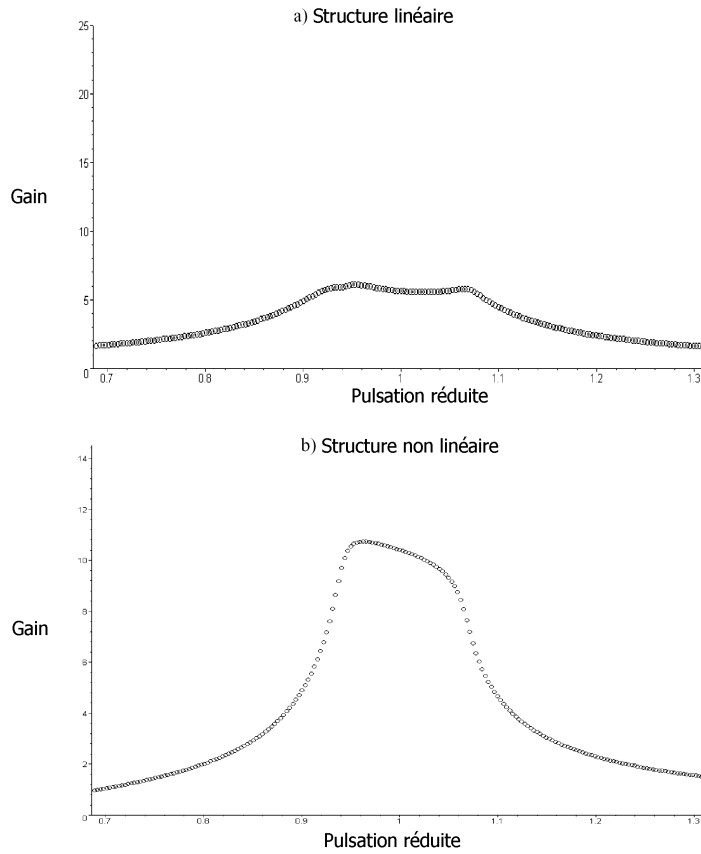 a) Structure linéaire
25
20
15
Gain
10
5
0
0.7 0.8 0.9 1 1.1 1.2 1.3
Pulsation réduite
b) Structure non linéaire
14
12
10
8
Gain
6
4
2
0
0.7 0.8 0.9 1 1.1 1.2 1.3
Pulsation réduite